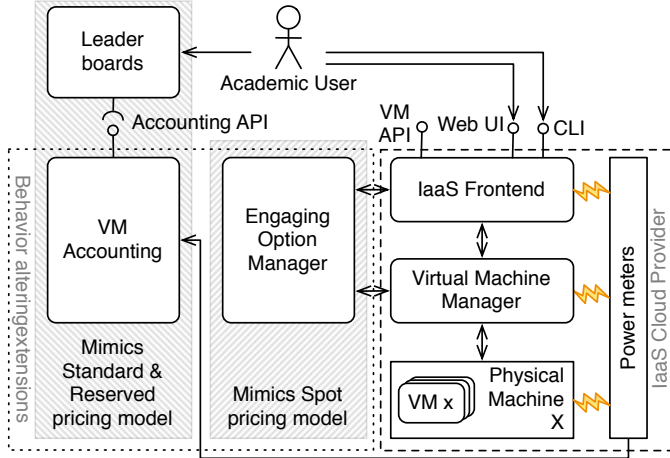 Leader
boards
Academic User
Accounting API
VM
API
Web UI
CLI
Behavior alteringextensions
VM
Accounting
Engaging
Option
Manager
IaaS Frontend
Virtual Machine
Manager
Physical
Machine
X
VM x
Power meters
IaaS Cloud Provider
Mimics
Standard &
Reserved
pricing model
Mimics Spot
pricing model